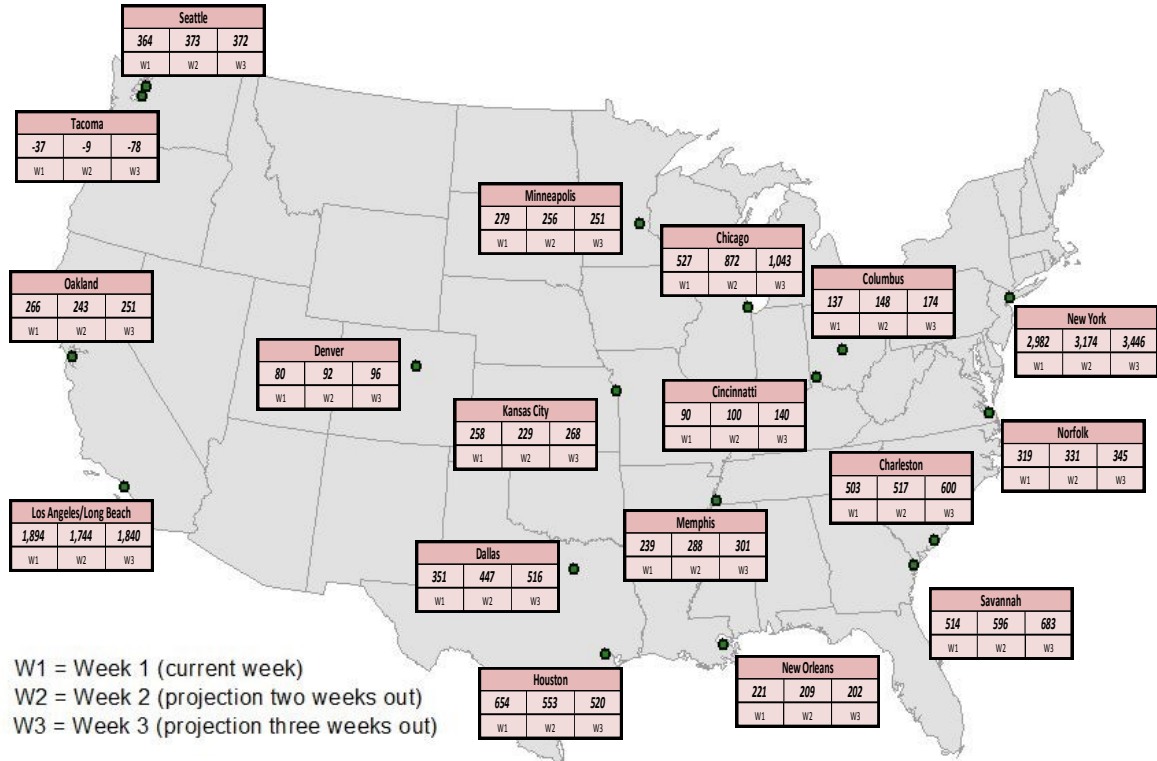 Seattle
364 373 372
W1 W2 W3
Tacoma
-37 -9 -78
W1 W2 W3
Minneapolis
279 256 251
W1 W2 W3
Chicago
527 872 1,043
W1 W2 W3
Columbus
137 148 174
W1 W2 W3
Oakland
266 243 251
W1 W2 W3
New York
2,982 3,174 3,446
W1 W2 W3
Denver
80 92 96
W1 W2 W3
Cincinnatti
90 100 140
W1 W2 W3
Kansas City
258 229 268
W1 W2 W3
Norfolk
319 331 345
W1 W2 W3
Charleston
503 517 600
W1 W2 W3
Los Angeles/Long Beach
1,894 1,744 1,840
W1 W2 W3
Memphis
239 288 301
W1 W2 W3
Dallas
351 447 516
W1 W2 W3
Savannah
514 596 683
W1 W2 W3
New Orleans
221 209 202
W1 W2 W3
Houston
654 553 520
W1 W2 W3
W1 = Week 1 (current week)
W2 = Week 2 (projection two weeks out)
W3 = Week 3 (projection three weeks out)